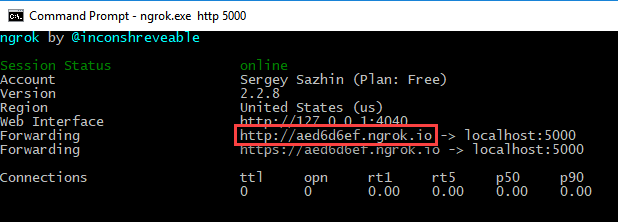 Command Prompt - ngrok.exe http 5000
ngrok by @inconshreveable
Session Status online
Account Sergey Sazhin (Plan: Free)
Version 2.2.8
Region United States (us)
Web Interface http://127.0.0.1:4040
Forwarding http://aed6d6ef.ngrok.io -> localhost:5000
Forwarding https://aed6d6ef.ngrok.io -> localhost:5000
Connections ttl opn rt1 rt5 p50 p90
0 0 0.00 0.00 0.00 0.00